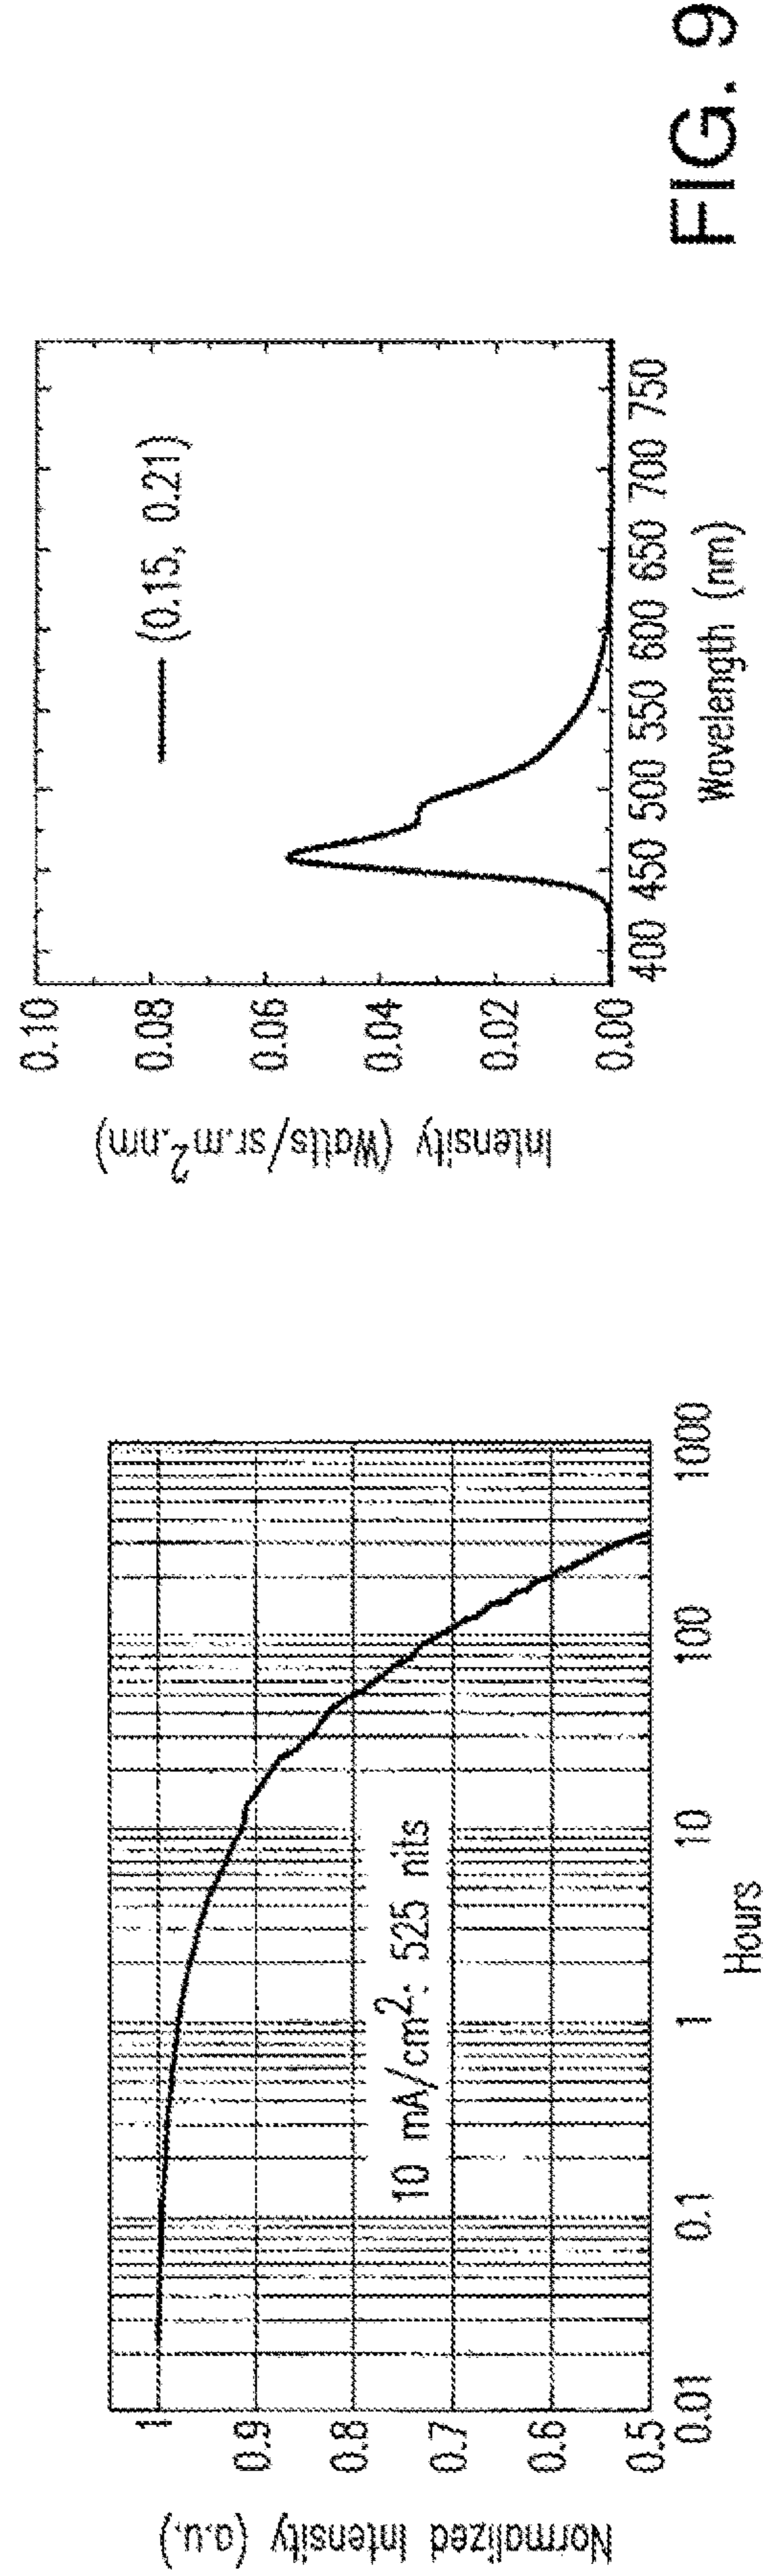 Normalized Intensity (a.u.)
1
0.9
0.8
0.7
0.6
0.5
10 mA/cm²: 525 nits
0.01 0.1 1 10 100 1000
Hours
Intensity (Watts/sr.m².nm)
0.10
0.08
0.06
0.04
0.02
0.00
(0.15, 0.21)
400 450 500 550 600 650 700 750
Wavelength (nm)
FIG. 9